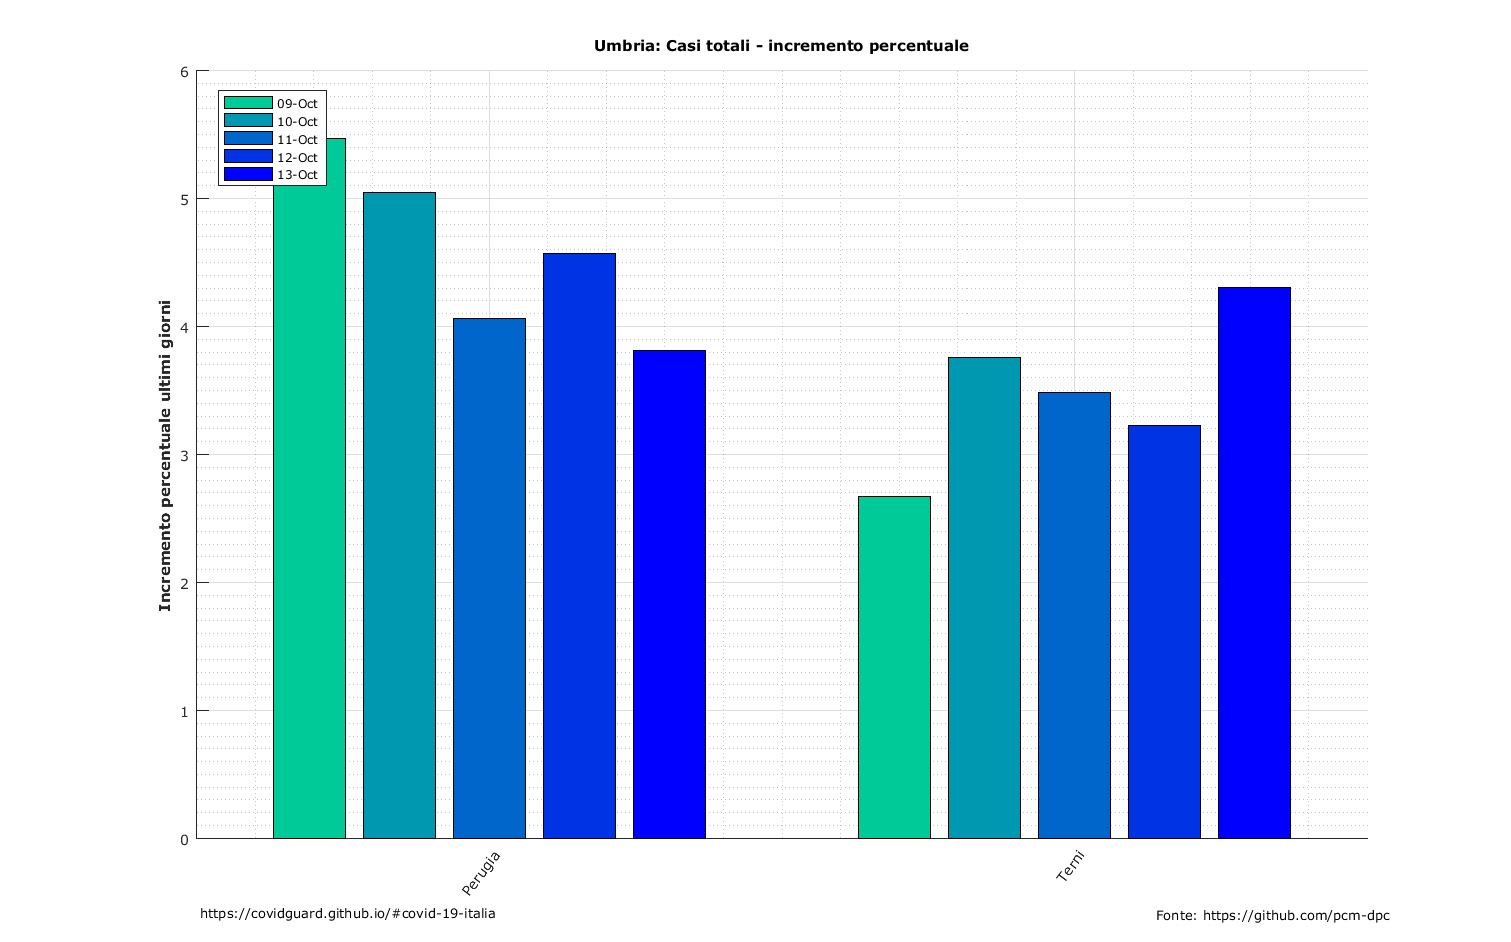 Umbria: Casi totali - incremento percentuale
Incremento percentuale ultimi giorni
6
5
4
3
2
1
0
09-Oct
10-Oct
11-Oct
12-Oct
13-Oct
Perugia
Terni
https://covidguard.github.io/#covid-19-italia
Fonte: https://github.com/pcm-dpc